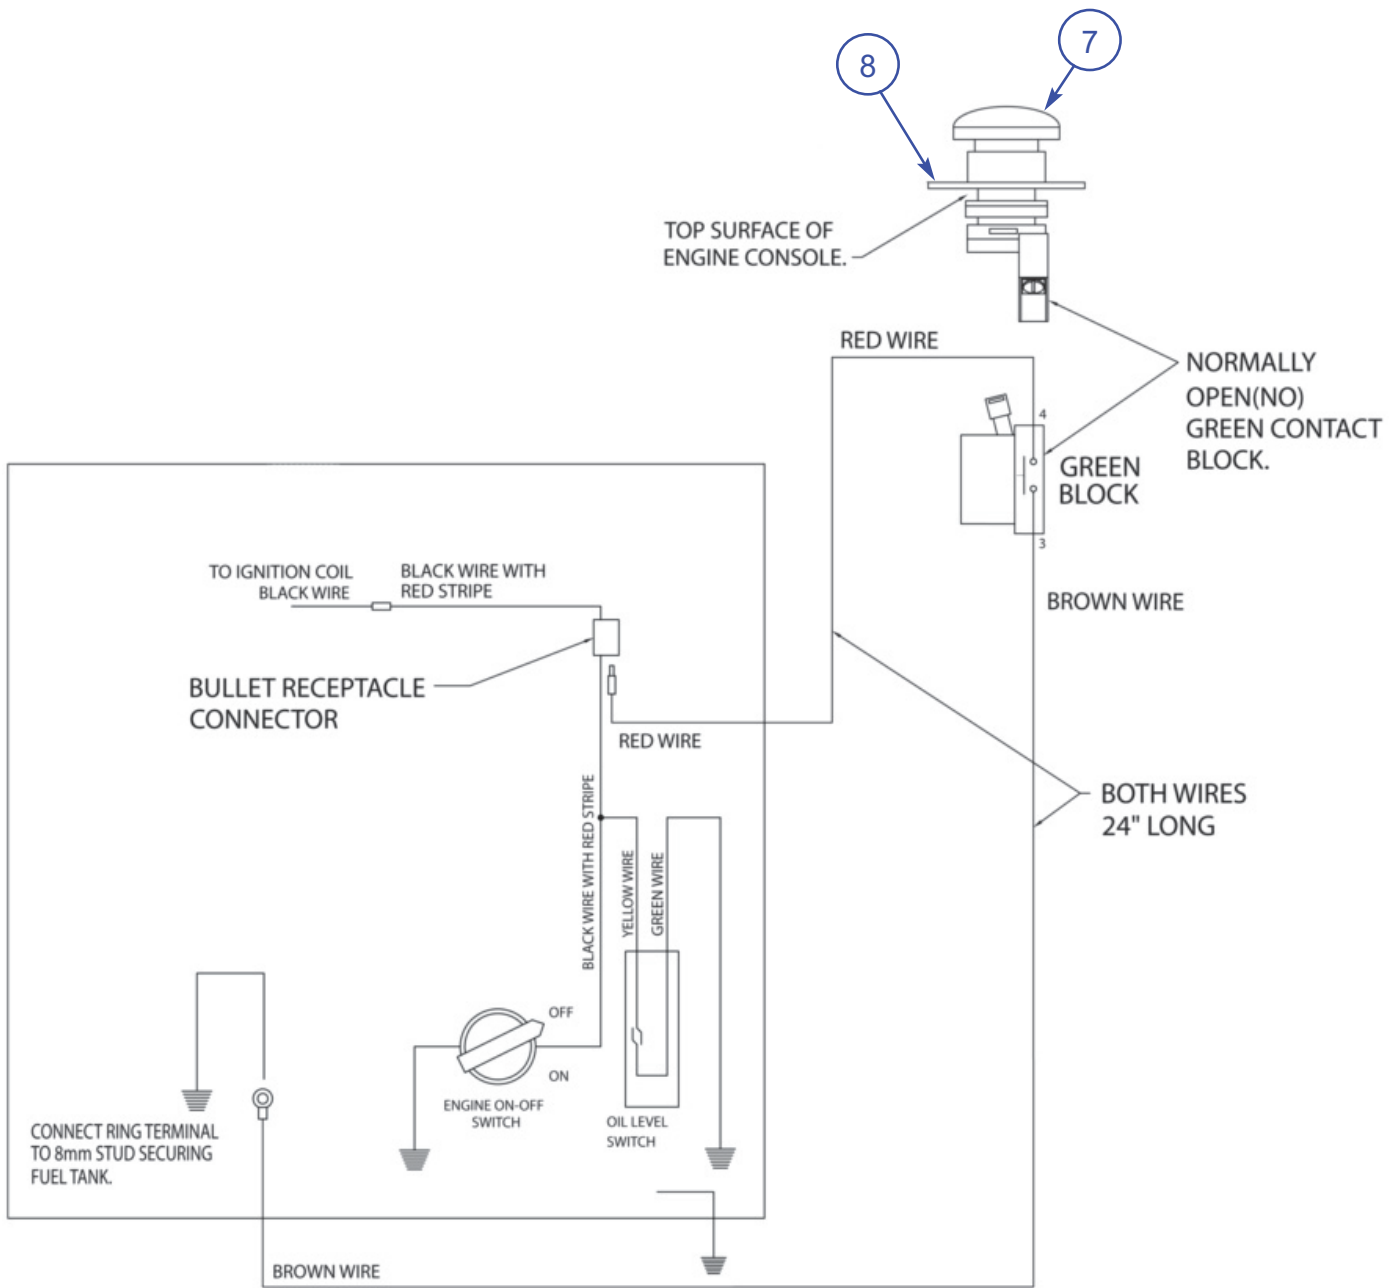 7
8
TOP SURFACE OF
ENGINE CONSOLE.
RED WIRE
NORMALLY
OPEN(NO)
GREEN CONTACT
BLOCK.
4
GREEN
BLOCK
3
TO IGNITION COIL
BLACK WIRE
BLACK WIRE WITH
RED STRIPE
BROWN WIRE
BULLET RECEPTACLE
CONNECTOR
RED WIRE
BOTH WIRES
24" LONG
BLACK WIRE WITH RED STRIPE
YELLOW WIRE
GREEN WIRE
OFF
ON
ENGINE ON-OFF
SWITCH
OIL LEVEL
SWITCH
CONNECT RING TERMINAL
TO 8mm STUD SECURING
FUEL TANK.
BROWN WIRE